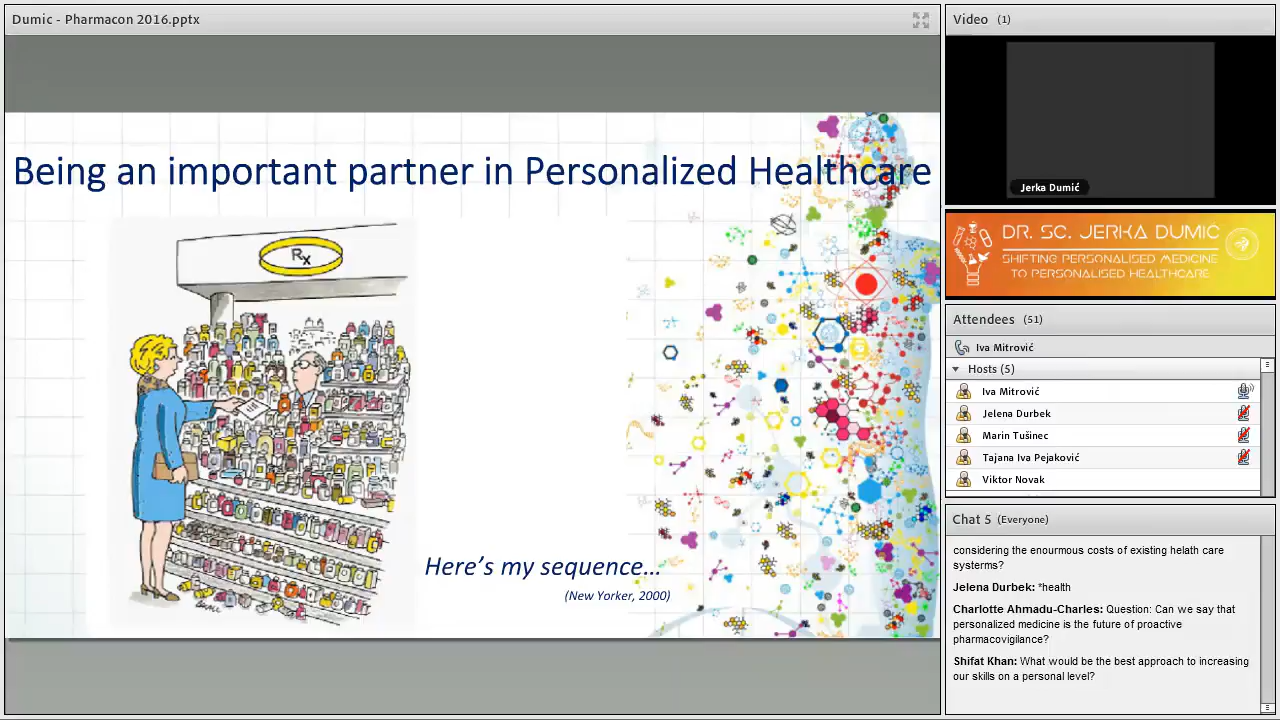 Dumic - Pharmacon 2016.pptx
Being an important partner in Personalized Healthcare
Rx
Here's my sequence...
(New Yorker, 2000)
Video (1)
Jerka Dumić
DR. SC. JERKA DUMIĆ
SHIFTING PERSONALISED MEDICINE
TO PERSONALISED HEALTHCARE
Attendees (51)
Iva Mitrović
Hosts (5)
Iva Mitrović
Jelena Durbek
Marin Tušinec
Tajana Iva Pejaković
Viktor Novak
Chat 5 (Everyone)
considering the enourmous costs of existing helath care
systerms?
Jelena Durbek: *health
Charlotte Ahmadu-Charles: Question: Can we say that
personalized medicine is the future of proactive
pharmacovigilance?
Shifat Khan: What would be the best approach to increasing
our skills on a personal level?